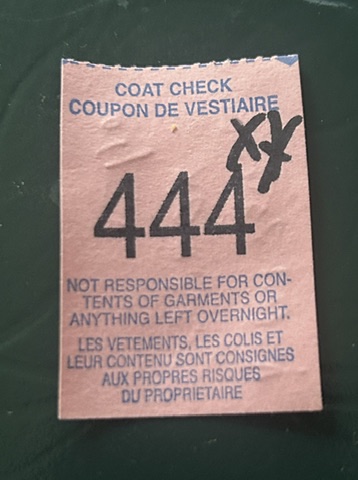 COAT CHECK
COUPON DE VESTIAIRE
XX
444
NOT RESPONSIBLE FOR CON-
TENTS OF GARMENTS OR
ANYTHING LEFT OVERNIGHT.
LES VETEMENTS, LES COLIS ET
LEUR CONTENU SONT CONSIGNES
AUX PROPRES RISQUES
DU PROPRIETAIRE